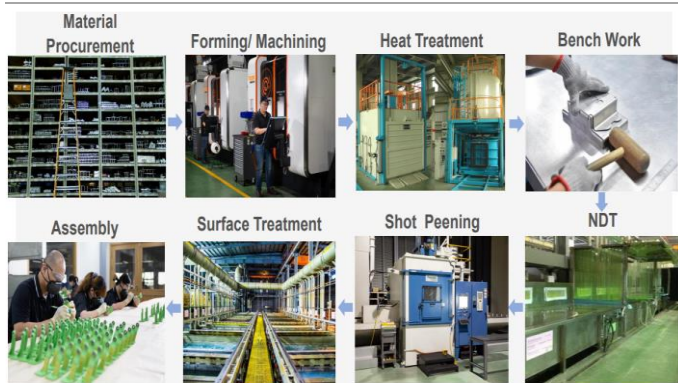 Material
Procurement
Forming/ Machining
Heat Treatment
Bench Work
Assembly
Surface Treatment
Shot Peening
NDT